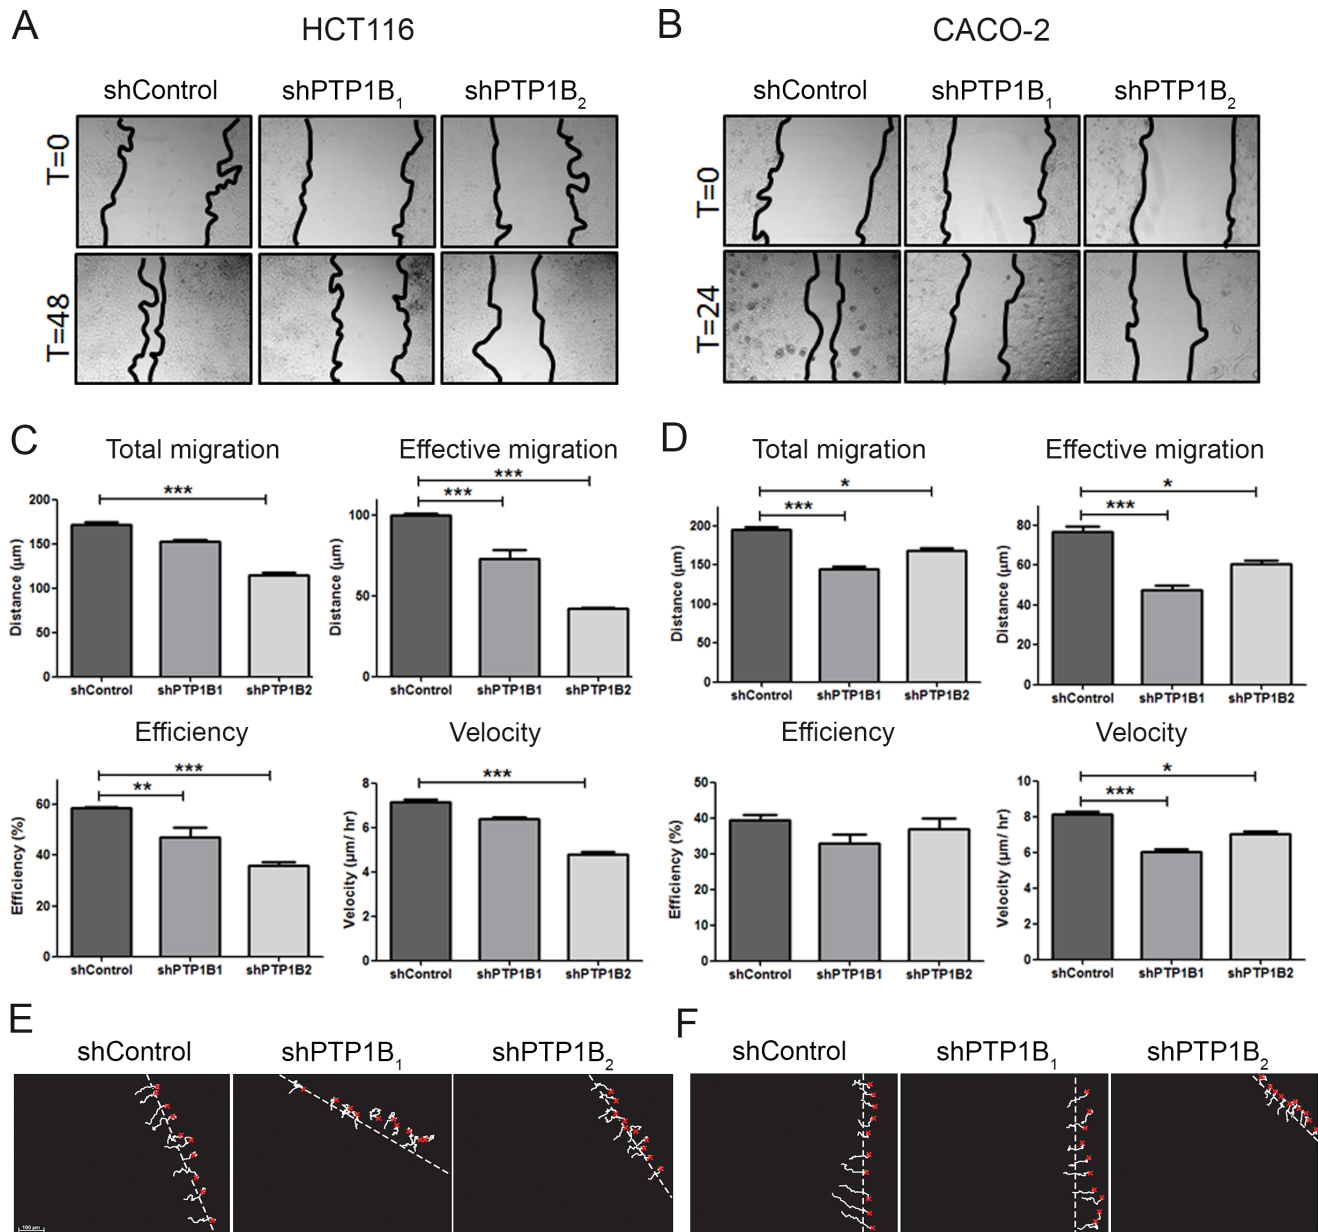 A
HCT116
B
CACO-2
shControl
shPTP1B1
shPTP1B2
shControl
shPTP1B1
shPTP1B2
T=0
T=0
T=48
T=24
C
Total migration
Effective migration
D
Total migration
Effective migration
***
Distance (µm)
200
150
100
50
0
shControl
shPTP1B1
shPTP1B2
***
***
Distance (µm)
100
50
0
shControl
shPTP1B1
shPTP1B2
*
***
Distance (µm)
200
150
100
50
0
shControl
shPTP1B1
shPTP1B2
*
***
Distance (µm)
80
60
40
20
0
shControl
shPTP1B1
shPTP1B2
Efficiency
Velocity
Efficiency
Velocity
***
**
Efficiency (%)
60
40
20
0
shControl
shPTP1B1
shPTP1B2
***
Velocity (µm/ hr)
8
6
4
2
0
shControl
shPTP1B1
shPTP1B2
Efficiency (%)
50
40
30
20
10
0
shControl
shPTP1B1
shPTP1B2
*
***
Velocity (µm/ hr)
10
8
6
4
2
0
shControl
shPTP1B1
shPTP1B2
E
shControl
shPTP1B1
shPTP1B2
F
shControl
shPTP1B1
shPTP1B2
100 µm